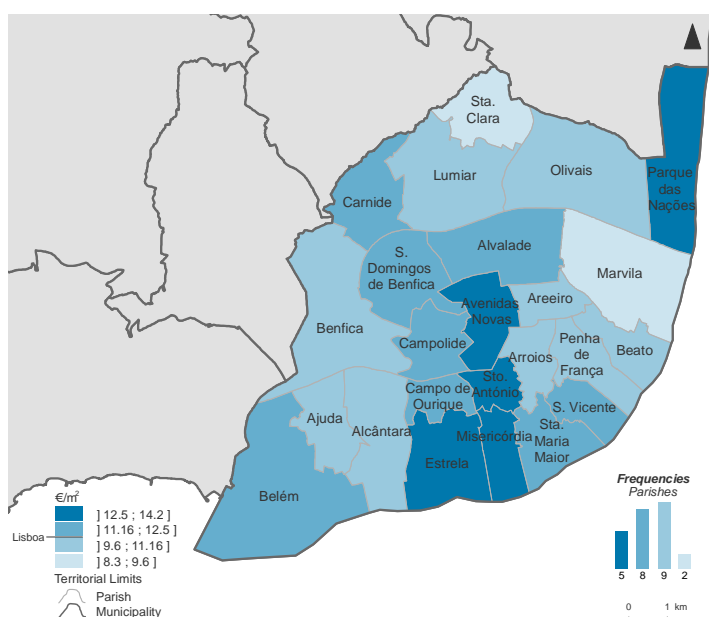 Sta.
Clara
Lumiar
Olivais
Parque
das
Nações
Carnide
Alvalade
S.
Domingos
de Benfica
Marvila
Avenidas
Novas
Areeiro
Benfica
Campolide
Arroios
Penha
de
França
Beato
Sto.
António
Campo de
Ourique
S. Vicente
Ajuda
Alcântara
Misericórdia
Sta.
Maria
Maior
Estrela
Belém
€/m²
] 12.5 ; 14.2 ]
] 11.16 ; 12.5 ]
Lisboa
] 9.6 ; 11.16 ]
] 8.3 ; 9.6 ]
Territorial Limits
Parish
Municipality
Frequencies
Parishes
5 8 9 2
0 1 km